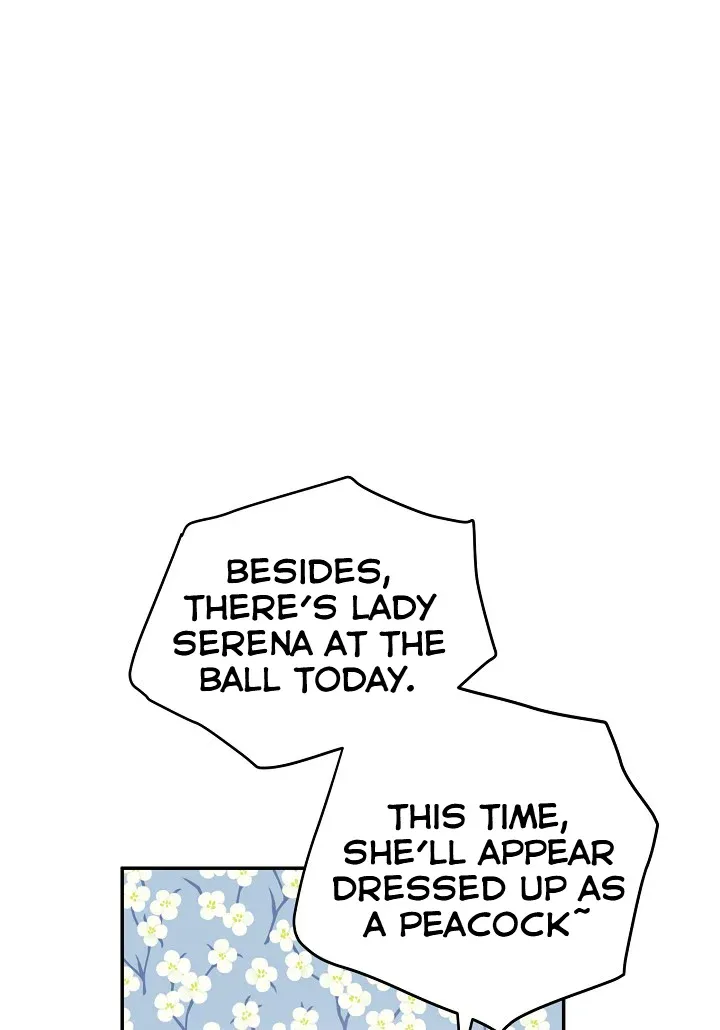 BESIDES,
THERE'S LADY
SERENA AT THE
BALL TODAY.
THIS TIME,
SHE'LL APPEAR
DRESSED UP AS
A PEACOCK~